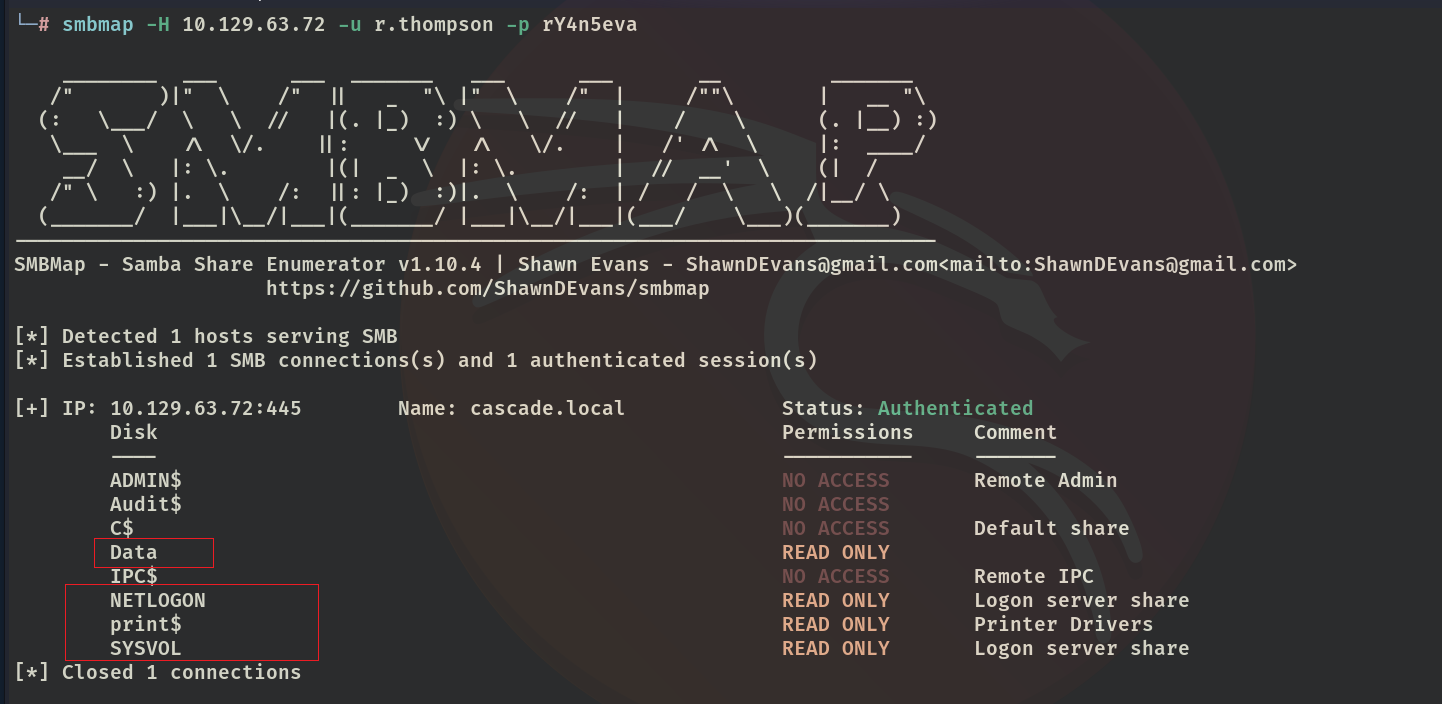 └─# smbmap -H 10.129.63.72 -u r.thompson -p rY4n5eva
SMBMap - Samba Share Enumerator v1.10.4 | Shawn Evans - ShawnDEvans@gmail.com<mailto:ShawnDEvans@gmail.com>
https://github.com/ShawnDEvans/smbmap
[*] Detected 1 hosts serving SMB
[*] Established 1 SMB connections(s) and 1 authenticated session(s)
[+] IP: 10.129.63.72:445 Name: cascade.local Status: Authenticated
Disk Permissions Comment
---- ----------- -------
ADMIN$ NO ACCESS Remote Admin
Audit$ NO ACCESS
C$ NO ACCESS Default share
Data READ ONLY
IPC$ NO ACCESS Remote IPC
NETLOGON READ ONLY Logon server share
print$ READ ONLY Printer Drivers
SYSVOL READ ONLY Logon server share
[*] Closed 1 connections